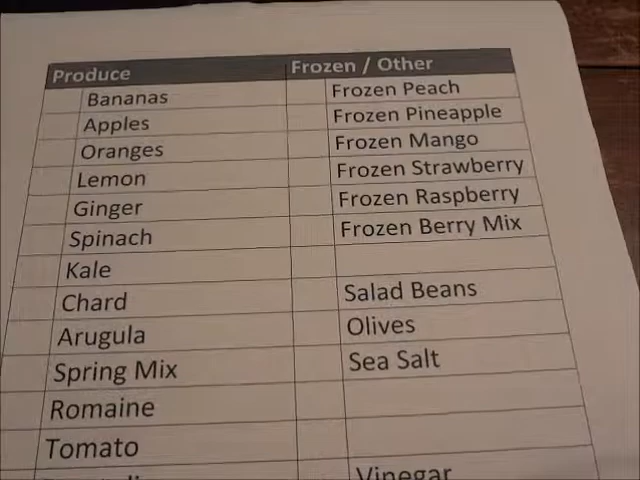 Produce Frozen / Other
Bananas Frozen Peach
Apples Frozen Pineapple
Oranges Frozen Mango
Lemon Frozen Strawberry
Ginger Frozen Raspberry
Spinach Frozen Berry Mix
Kale
Chard Salad Beans
Arugula Olives
Spring Mix Sea Salt
Romaine
Tomato
Vinegar